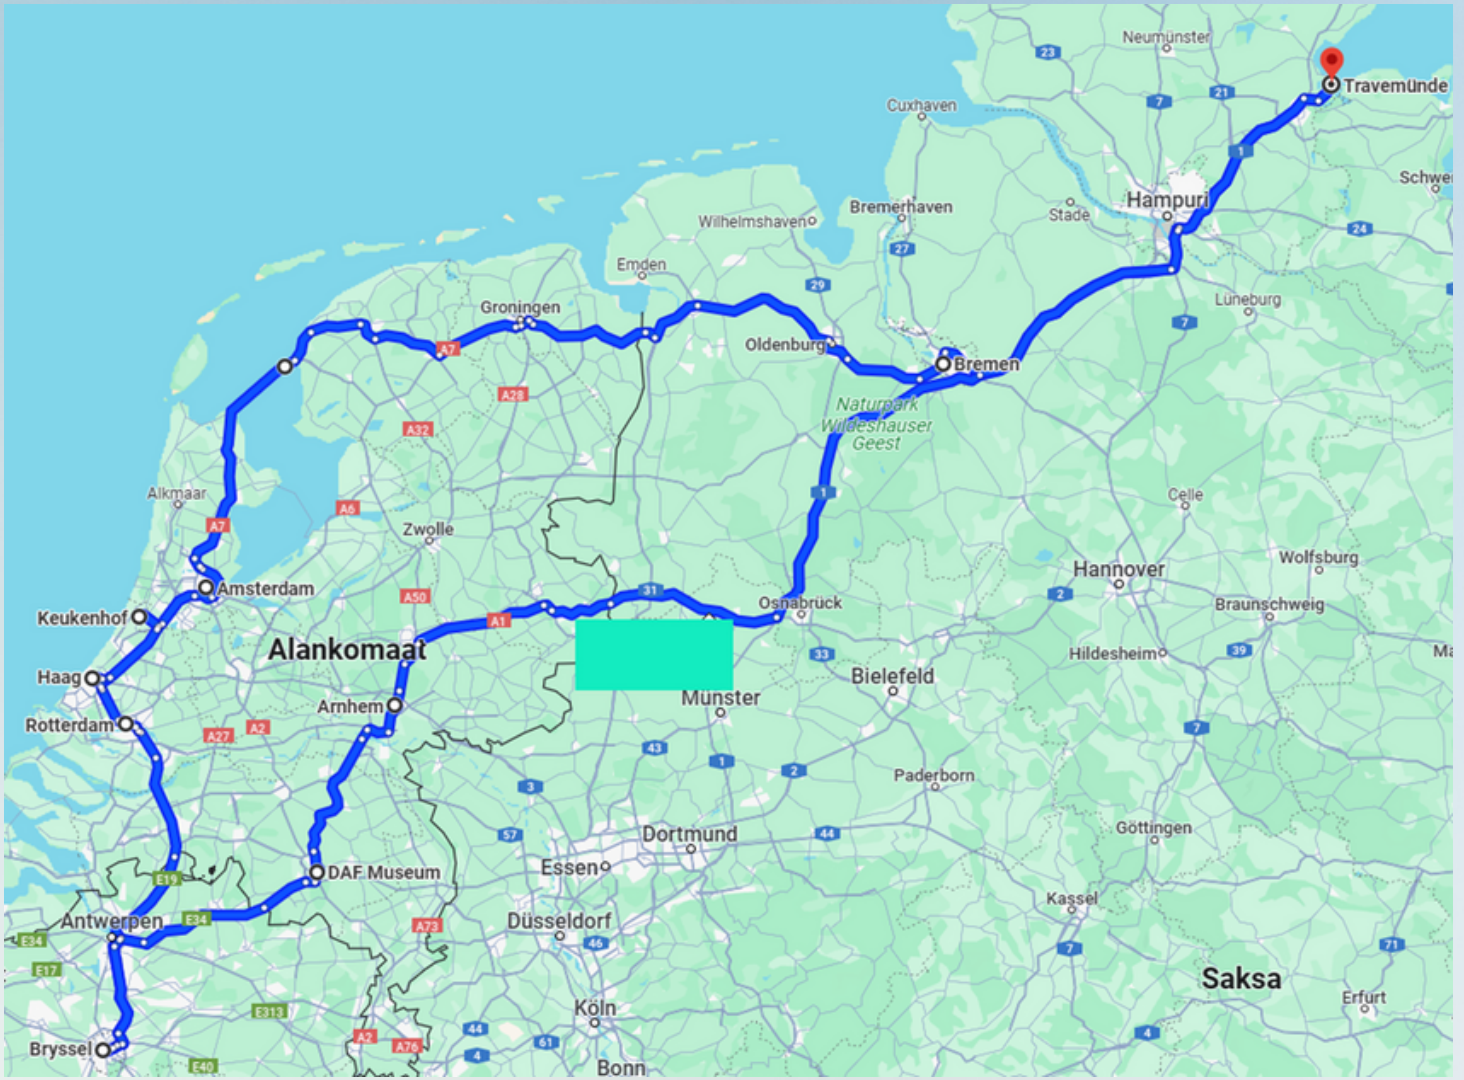 Neumünster
23
Travemünde
21
7
Cuxhaven
1
Schwe
Hampuri
Bremerhaven
Stade
Wilhelmshaven
24
27
Emden
29
Lüneburg
Groningen
7
Oldenburg
A7
Bremen
A28
Naturpark
Wildeshauser
Geest
A32
Alkmaar
1
Celle
A6
A7
Zwolle
Wolfsburg
Hannover
Amsterdam
31
2
A50
Osnabrück
Braunschweig
Keukenhof
A1
Alankomaat
33
Hildesheim
39
Ma
Haag
Bielefeld
Münster
Arnhem
Rotterdam
A27
A2
7
43
1
2
Paderborn
3
57
Dortmund
44
Göttingen
Essen
DAF Museum
E19
Kassel
Antwerpen
E34
Düsseldorf
A73
E34
46
7
71
E17
Saksa
Erfurt
E313
Köln
44
4
A2
A76
61
Bryssel
4
E40
Bonn